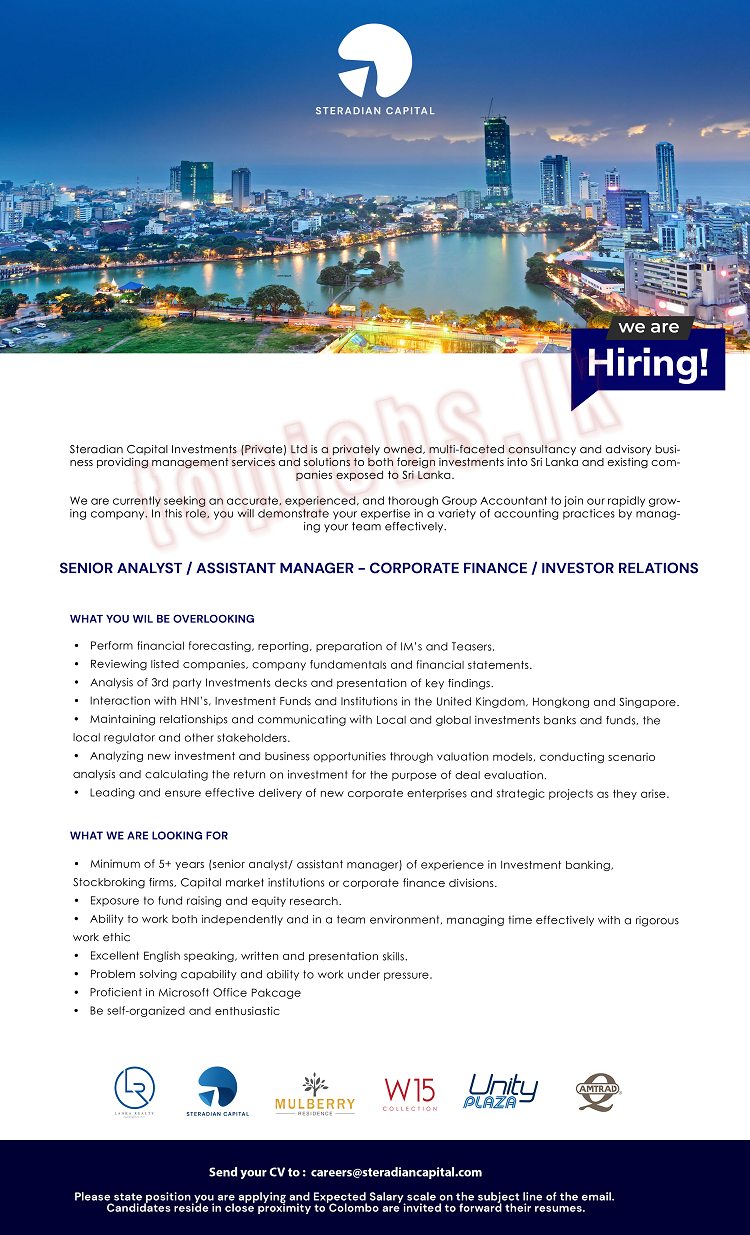 STERADIAN CAPITAL
we are
Hiring!
topjobs.lk
Steradian Capital Investments (Private) Ltd is a privately owned, multi-faceted consultancy and advisory busi-
ness providing management services and solutions to both foreign investments into Sri Lanka and existing com-
panies exposed to Sri Lanka.
We are currently seeking an accurate, experienced, and thorough Group Accountant to join our rapidly grow-
ing company. In this role, you will demonstrate your expertise in a variety of accounting practices by manag-
ing your team effectively.
SENIOR ANALYST / ASSISTANT MANAGER – CORPORATE FINANCE / INVESTOR RELATIONS
WHAT YOU WIL BE OVERLOOKING
• Perform financial forecasting, reporting, preparation of IM's and Teasers.
• Reviewing listed companies, company fundamentals and financial statements.
• Analysis of 3rd party Investments decks and presentation of key findings.
• Interaction with HNI's, Investment Funds and Institutions in the United Kingdom, Hongkong and Singapore.
• Maintaining relationships and communicating with Local and global investments banks and funds, the
local regulator and other stakeholders.
• Analyzing new investment and business opportunities through valuation models, conducting scenario
analysis and calculating the return on investment for the purpose of deal evaluation.
• Leading and ensure effective delivery of new corporate enterprises and strategic projects as they arise.
WHAT WE ARE LOOKING FOR
• Minimum of 5+ years (senior analyst/ assistant manager) of experience in Investment banking,
Stockbroking firms, Capital market institutions or corporate finance divisions.
• Exposure to fund raising and equity research.
• Ability to work both independently and in a team environment, managing time effectively with a rigorous
work ethic
• Excellent English speaking, written and presentation skills.
• Problem solving capability and ability to work under pressure.
• Proficient in Microsoft Office Pakcage
• Be self-organized and enthusiastic
LR
LANKA REALTY
STERADIAN CAPITAL
MULBERRY
RESIDENCE
W15
COLLECTION
Unity
PLAZA
AMTRAD
Send your CV to : careers@steradiancapital.com
Please state position you are applying and Expected Salary scale on the subject line of the email.
Candidates reside in close proximity to Colombo are invited to forward their resumes.